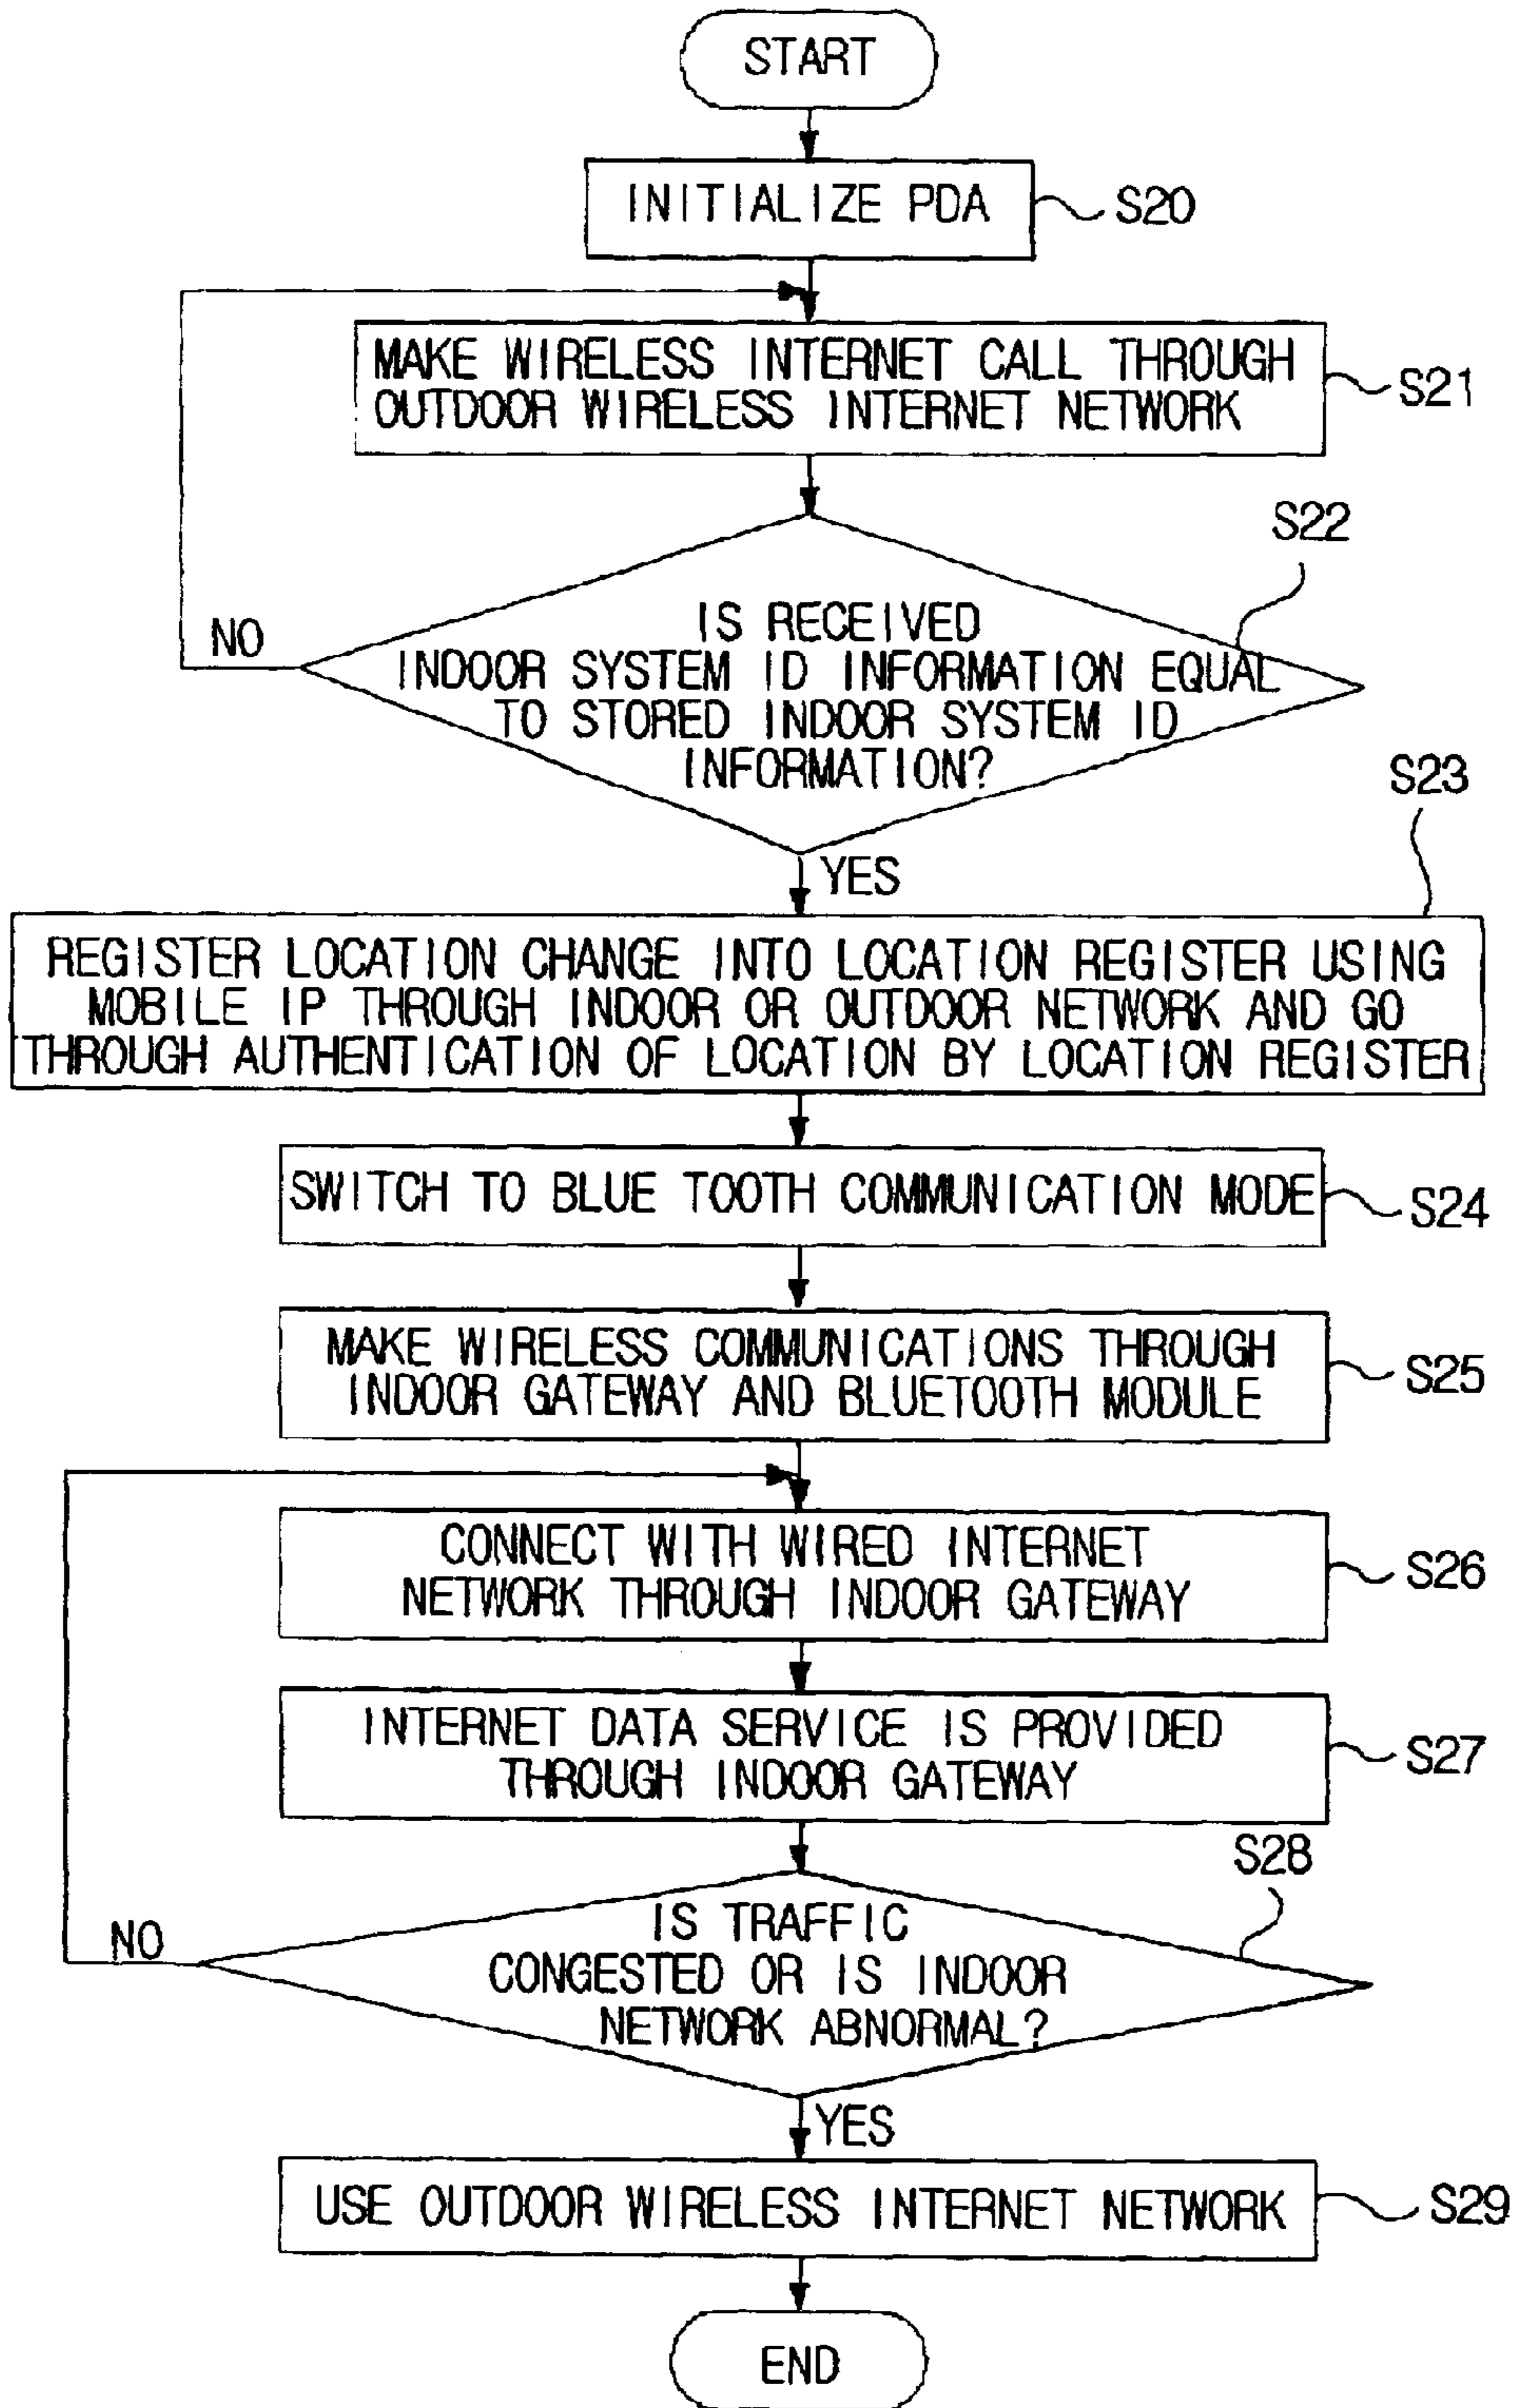 START
INITIALIZE PDA
S20
MAKE WIRELESS INTERNET CALL THROUGH
OUTDOOR WIRELESS INTERNET NETWORK
S21
S22
IS RECEIVED
INDOOR SYSTEM ID INFORMATION EQUAL
TO STORED INDOOR SYSTEM ID
INFORMATION?
NO
YES
S23
REGISTER LOCATION CHANGE INTO LOCATION REGISTER USING
MOBILE IP THROUGH INDOOR OR OUTDOOR NETWORK AND GO
THROUGH AUTHENTICATION OF LOCATION BY LOCATION REGISTER
SWITCH TO BLUE TOOTH COMMUNICATION MODE
S24
MAKE WIRELESS COMMUNICATIONS THROUGH
INDOOR GATEWAY AND BLUETOOTH MODULE
S25
CONNECT WITH WIRED INTERNET
NETWORK THROUGH INDOOR GATEWAY
S26
INTERNET DATA SERVICE IS PROVIDED
THROUGH INDOOR GATEWAY
S27
S28
IS TRAFFIC
CONGESTED OR IS INDOOR
NETWORK ABNORMAL?
NO
YES
USE OUTDOOR WIRELESS INTERNET NETWORK
S29
END